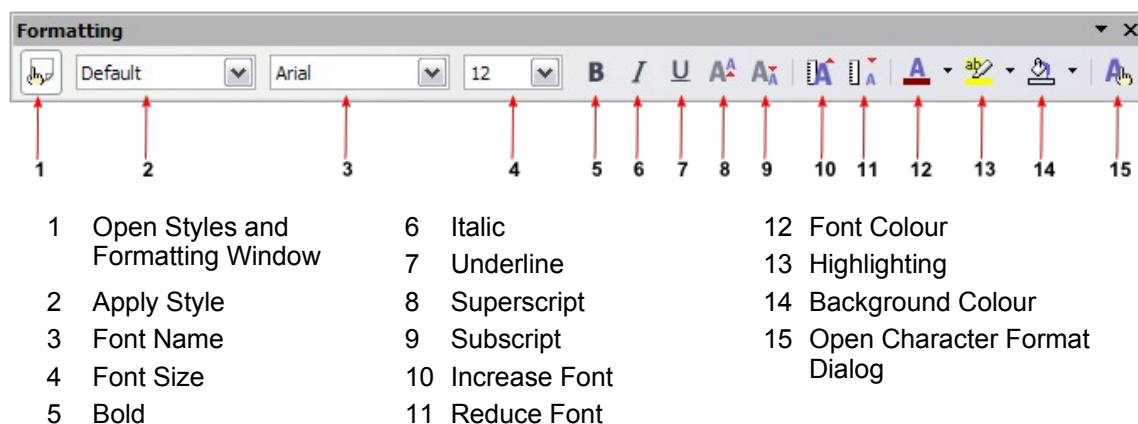 Formatting
Default Arial 12 B I U A A A A A ab A
1 2 3 4 5 6 7 8 9 10 11 12 13 14 15
1 Open Styles and
Formatting Window
2 Apply Style
3 Font Name
4 Font Size
5 Bold
6 Italic
7 Underline
8 Superscript
9 Subscript
10 Increase Font
11 Reduce Font
12 Font Colour
13 Highlighting
14 Background Colour
15 Open Character Format
Dialog